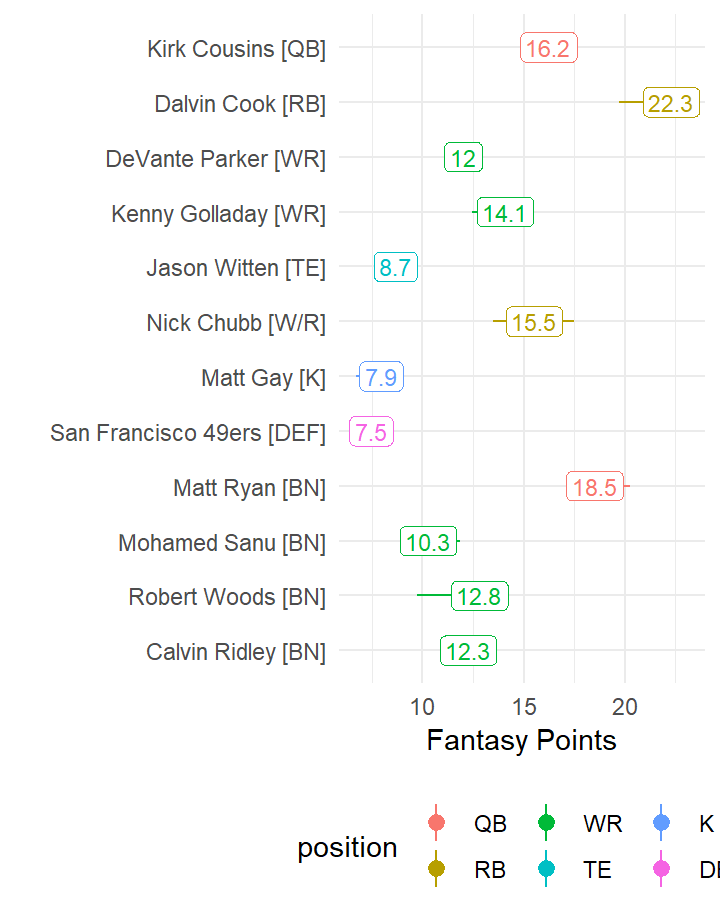 Kirk Cousins [QB] 16.2
Dalvin Cook [RB] 22.3
DeVante Parker [WR] 12
Kenny Golladay [WR] 14.1
Jason Witten [TE] 8.7
Nick Chubb [W/R] 15.5
Matt Gay [K] 7.9
San Francisco 49ers [DEF] 7.5
Matt Ryan [BN] 18.5
Mohamed Sanu [BN] 10.3
Robert Woods [BN] 12.8
Calvin Ridley [BN] 12.3
10 15 20
Fantasy Points
position
QB WR K
RB TE